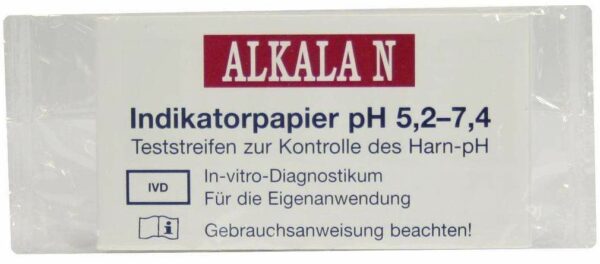 ALKALA N
Indikatorpapier pH 5,2–7,4
Teststreifen zur Kontrolle des Harn-pH
IVD
In-vitro-Diagnostikum
Für die Eigenanwendung
i
Gebrauchsanweisung beachten!